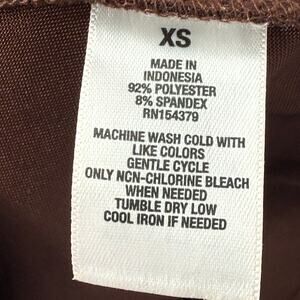 XS
MADE IN
INDONESIA
92% POLYESTER
8% SPANDEX
RN154379
MACHINE WASH COLD WITH
LIKE COLORS
GENTLE CYCLE
ONLY NCN-CHLORINE BLEACH
WHEN NEEDED
TUMBLE DRY LOW
COOL IRON IF NEEDED